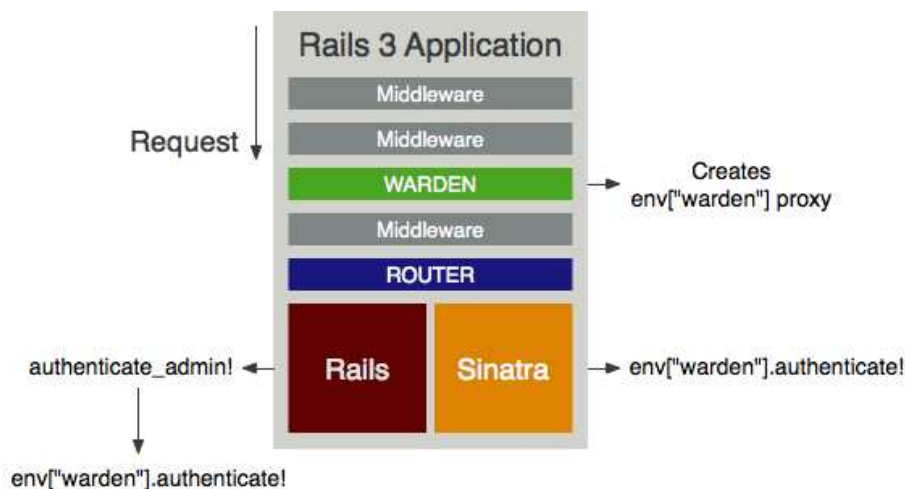 Rails 3 Application
Middleware
Request
Middleware
WARDEN
Creates
env["warden"] proxy
Middleware
ROUTER
authenticate_admin!
Rails
Sinatra
env["warden"].authenticate!
env["warden"].authenticate!